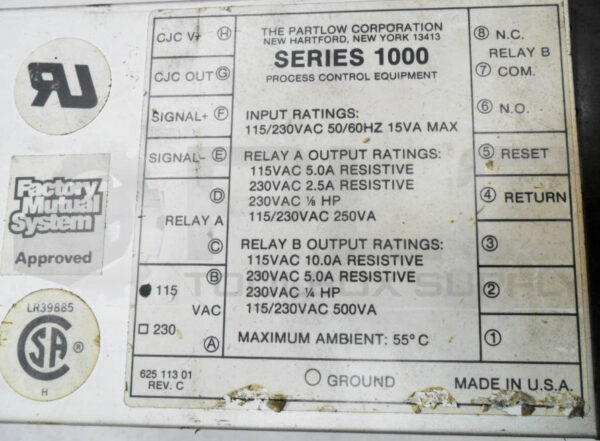 THE PARTLOW CORPORATION
NEW HARTFORD, NEW YORK 13413
SERIES 1000
PROCESS CONTROL EQUIPMENT
INPUT RATINGS:
115/230VAC 50/60HZ 15VA MAX
RELAY A OUTPUT RATINGS:
115VAC 5.0A RESISTIVE
230VAC 2.5A RESISTIVE
230VAC ⅛ HP
115/230VAC 250VA
RELAY B OUTPUT RATINGS:
115VAC 10.0A RESISTIVE
230VAC 5.0A RESISTIVE
230VAC ¼ HP
115/230VAC 500VA
MAXIMUM AMBIENT: 55°C
CJC V+ H
CJC OUT G
SIGNAL+ F
SIGNAL- E
D
RELAY A
C
B
115
VAC
230
A
8 N.C.
RELAY B
7 COM.
6 N.O.
5 RESET
4 RETURN
3
2
1
625 113 01
REV. C
GROUND
MADE IN U.S.A.
RU
Factory
Mutual
System
Approved
LR39885
SA
H